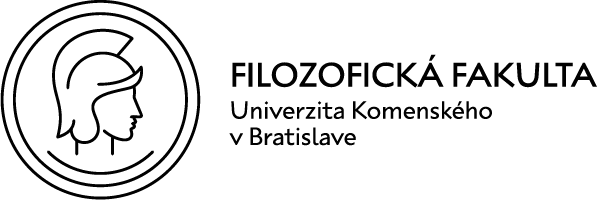 FILOZOFICKÁ FAKULTA
Univerzita Komenského
v Bratislave